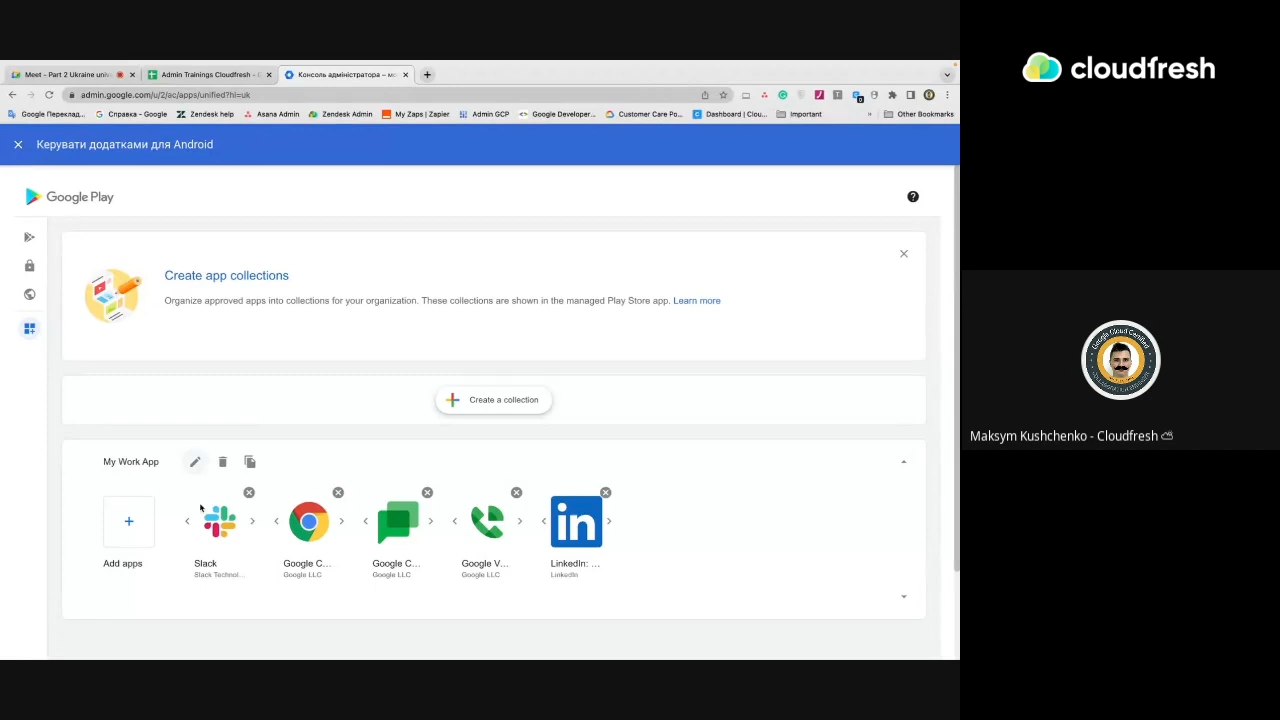 Meet - Part 2 Ukraine univ
Admin Trainings Cloudfresh - G
Консоль адміністратора – мо
admin.google.com/u/2/ac/apps/unified?hl=uk
Google Переклад...
Справка - Google
Zendesk help
Asana Admin
Zendesk Admin
My Zaps | Zapier
Admin GCP
Google Developer...
Customer Care Po...
Dashboard | Clou...
Important
»
Other Bookmarks
Керувати додатками для Android
Google Play
Create app collections
Organize approved apps into collections for your organization. These collections are shown in the managed Play Store app. Learn more
Create a collection
My Work App
Add apps
Slack
Slack Technol...
Google C...
Google LLC
Google C...
Google LLC
Google V...
Google LLC
LinkedIn: ...
LinkedIn
in
cloudfresh
Google Cloud Certified
Maksym Kushchenko - Cloudfresh